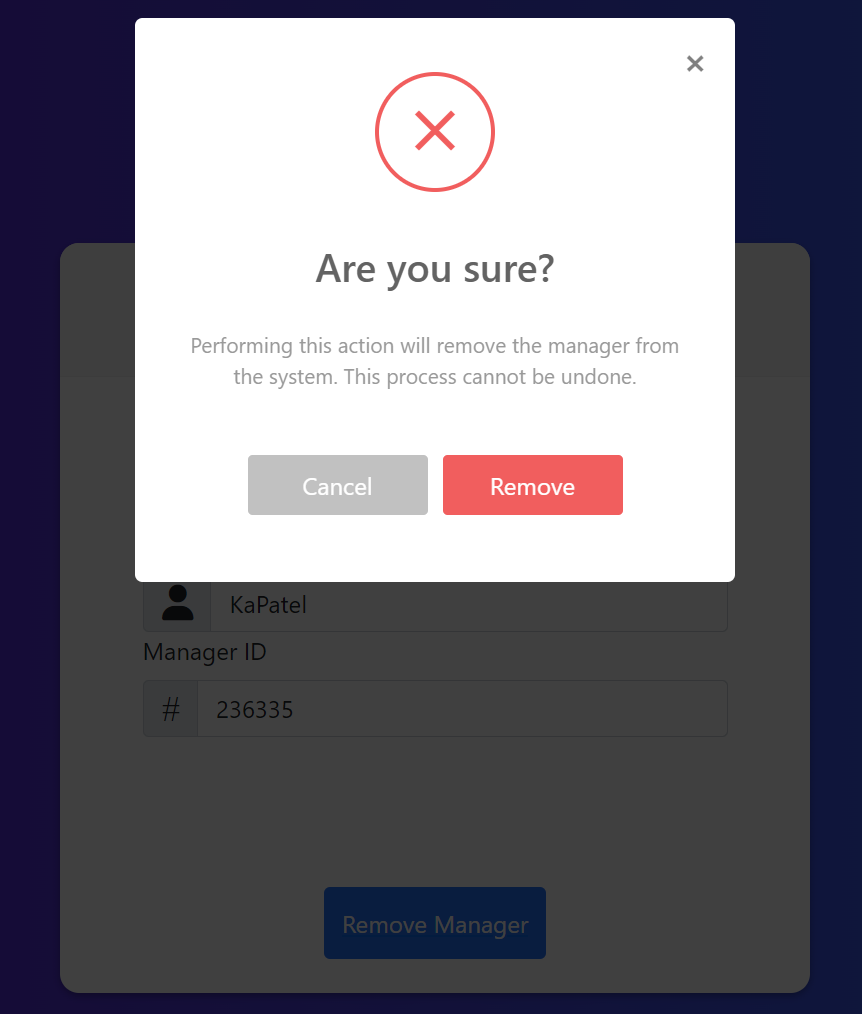 Are you sure?
Performing this action will remove the manager from
the system. This process cannot be undone.
Cancel Remove
KaPatel
Manager ID
# 236335
Remove Manager